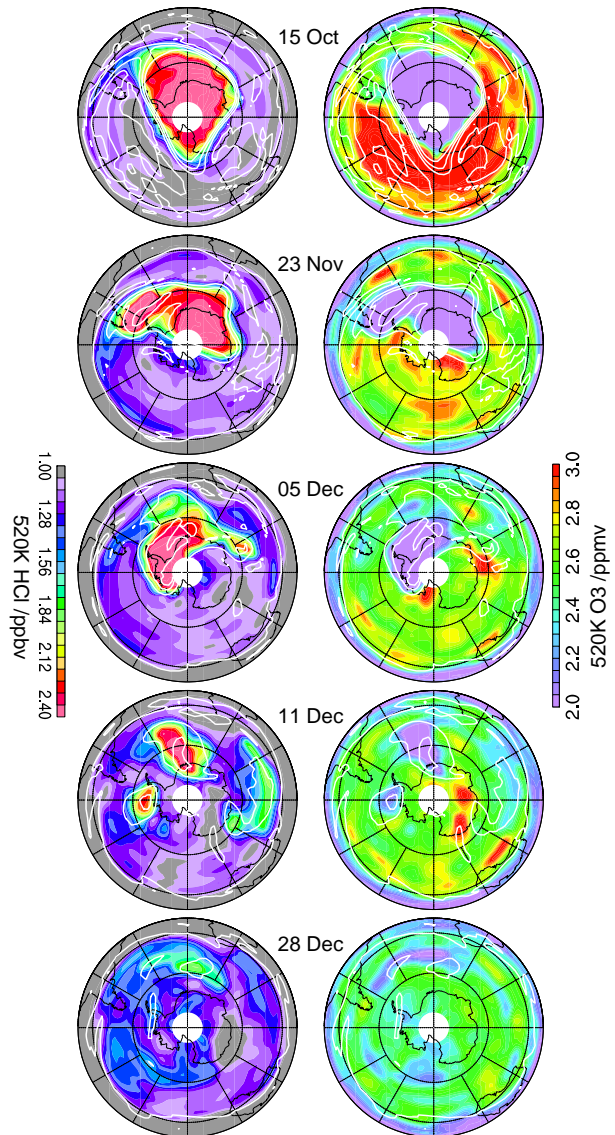 15 Oct
23 Nov
05 Dec
11 Dec
28 Dec
1.00
1.28
1.56
1.84
2.12
2.40
520K HCl / ppbv
3.0
2.8
2.6
2.4
2.2
2.0
520K O3 /ppmv